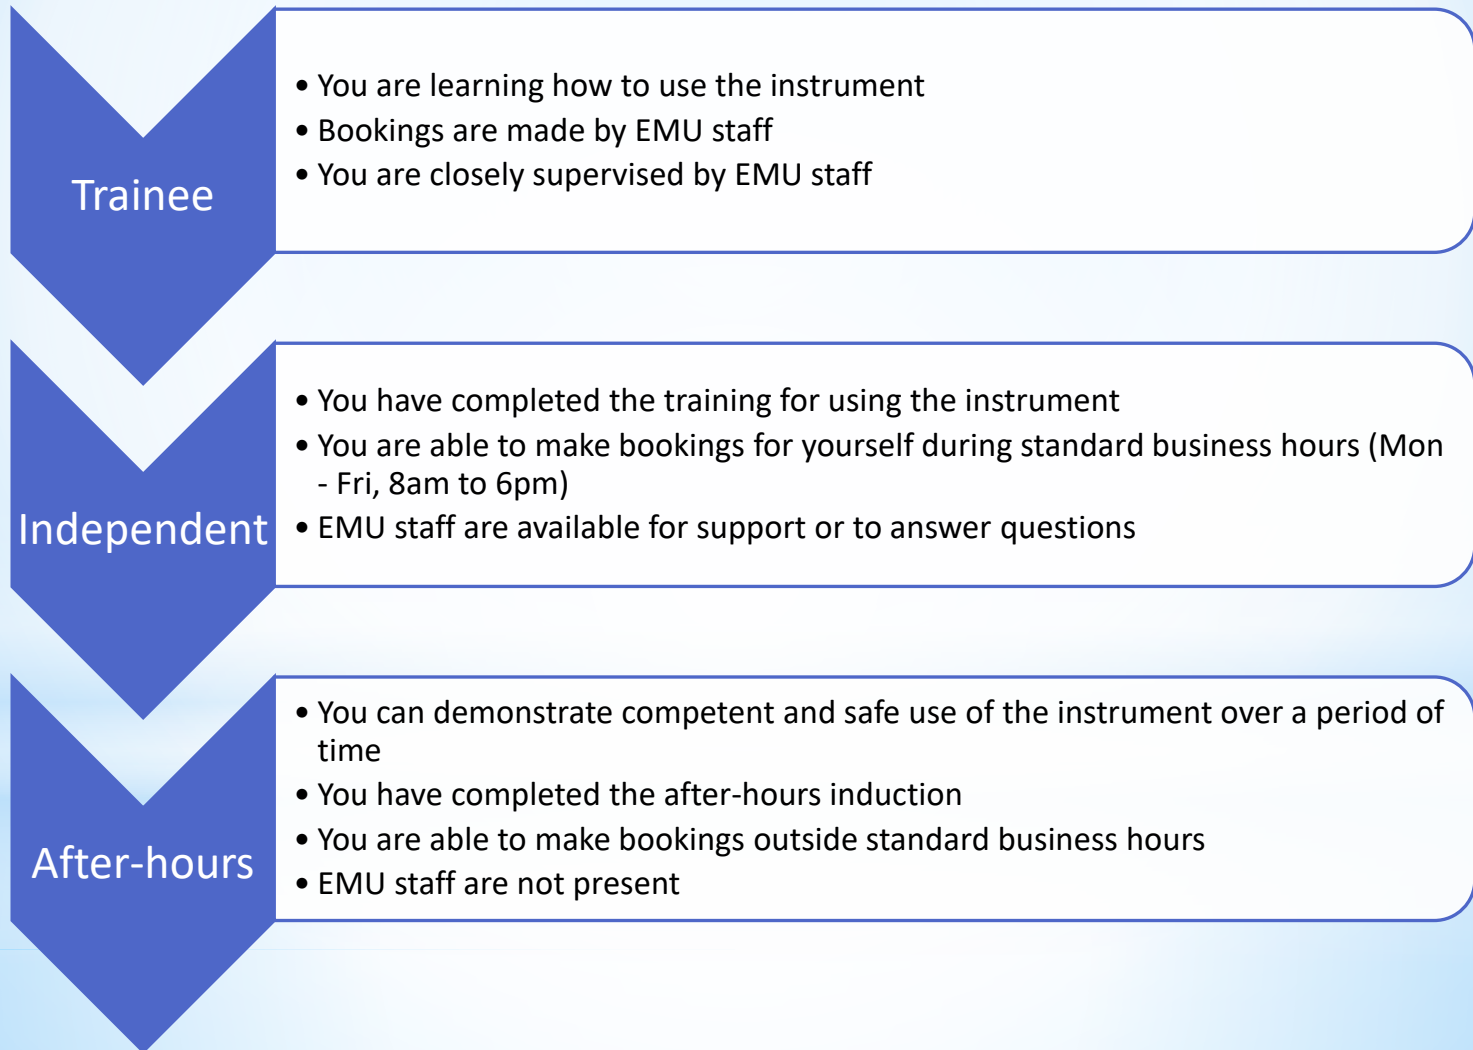 Trainee
• You are learning how to use the instrument
• Bookings are made by EMU staff
• You are closely supervised by EMU staff
Independent
• You have completed the training for using the instrument
• You are able to make bookings for yourself during standard business hours (Mon
- Fri, 8am to 6pm)
• EMU staff are available for support or to answer questions
After-hours
• You can demonstrate competent and safe use of the instrument over a period of
time
• You have completed the after-hours induction
• You are able to make bookings outside standard business hours
• EMU staff are not present